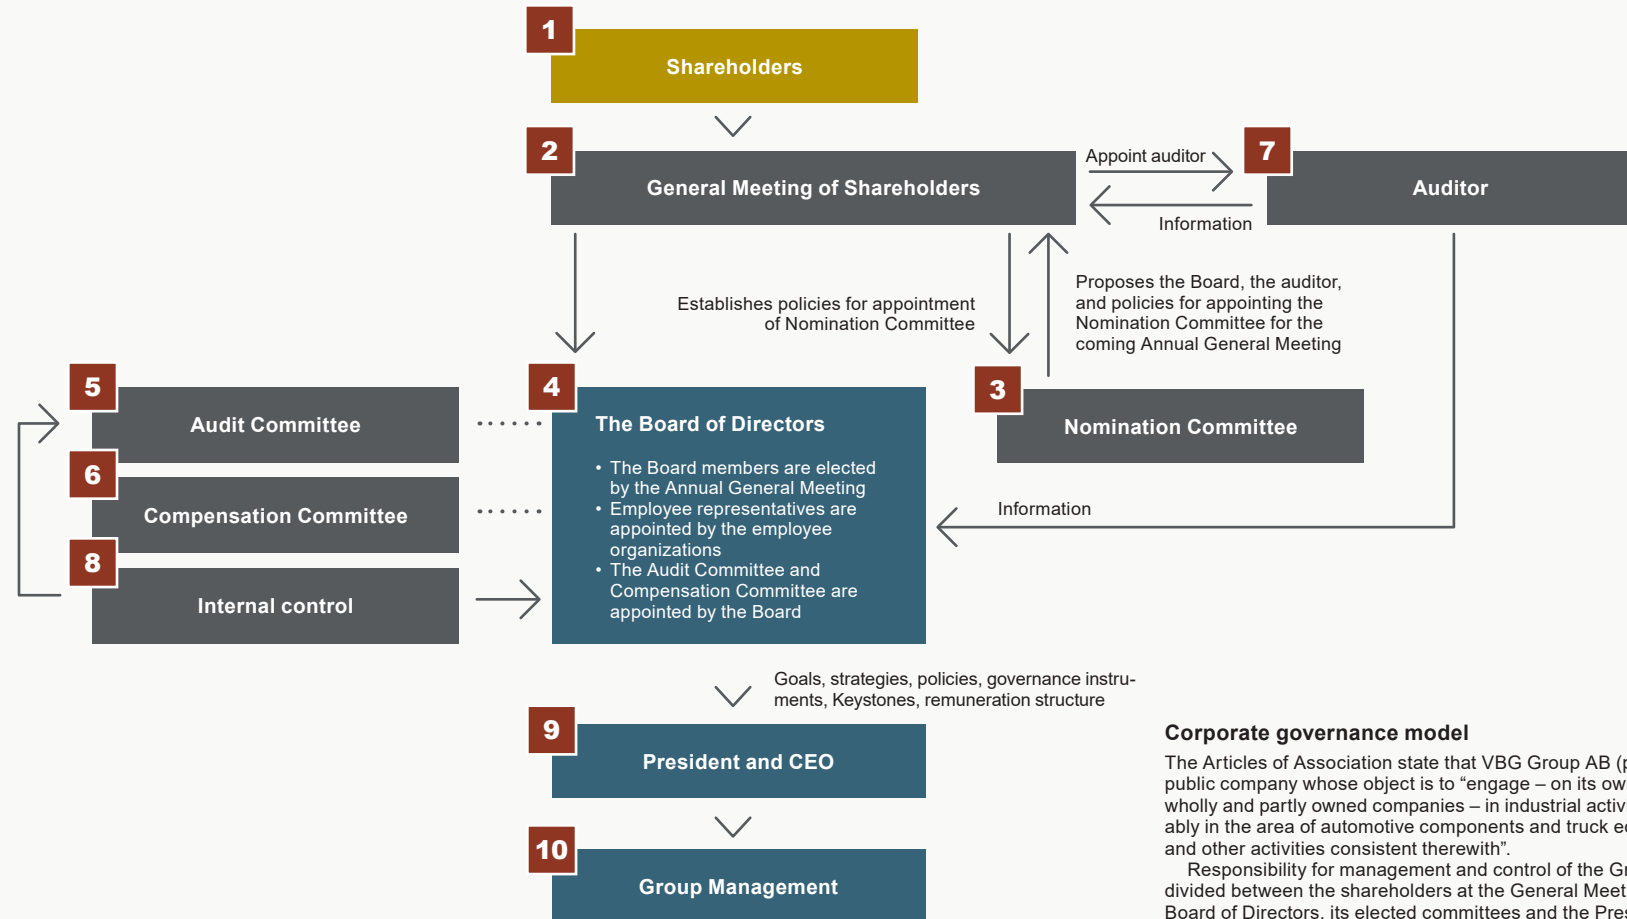 1
Shareholders
2
General Meeting of Shareholders
Appoint auditor
Information
7
Auditor
Establishes policies for appointment
of Nomination Committee
Proposes the Board, the auditor,
and policies for appointing the
Nomination Committee for the
coming Annual General Meeting
5
Audit Committee
6
Compensation Committee
8
Internal control
4
The Board of Directors
• The Board members are elected
by the Annual General Meeting
• Employee representatives are
appointed by the employee
organizations
• The Audit Committee and
Compensation Committee are
appointed by the Board
3
Nomination Committee
Information
Goals, strategies, policies, governance instru-
ments, Keystones, remuneration structure
9
President and CEO
10
Group Management
Corporate governance model
The Articles of Association state that VBG Group AB
public company whose object is to “engage – on its
wholly and partly owned companies – in industrial
ably in the area of automotive components and truck
and other activities consistent therewith”.
Responsibility for management and control of the
divided between the shareholders at the General
Board of Directors, its elected committees and the